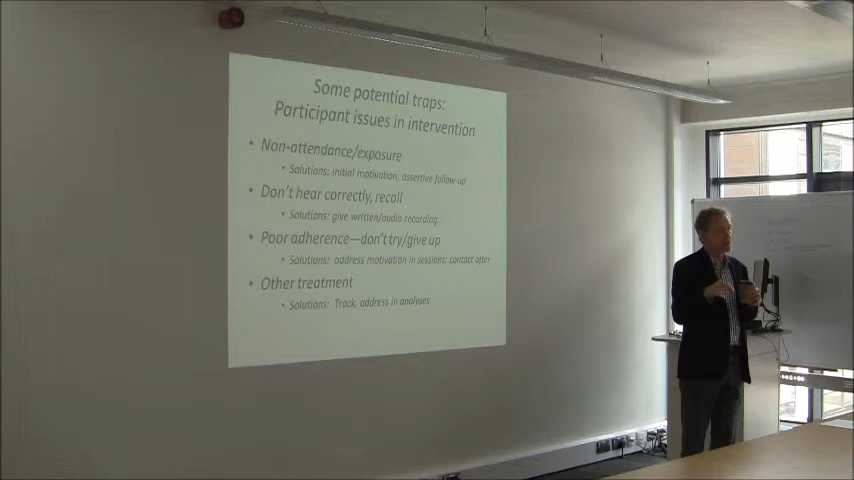 Some potential traps:
Participant issues in intervention
• Non-attendance/exposure
• Solutions: initial motivation; assertive follow-up
• Don't hear correctly, recall
• Solutions: give written/audio recording
• Poor adherence—don't try/give up
• Solutions: address motivation in sessions: contact after
• Other treatment
• Solutions: Track, address in analyses